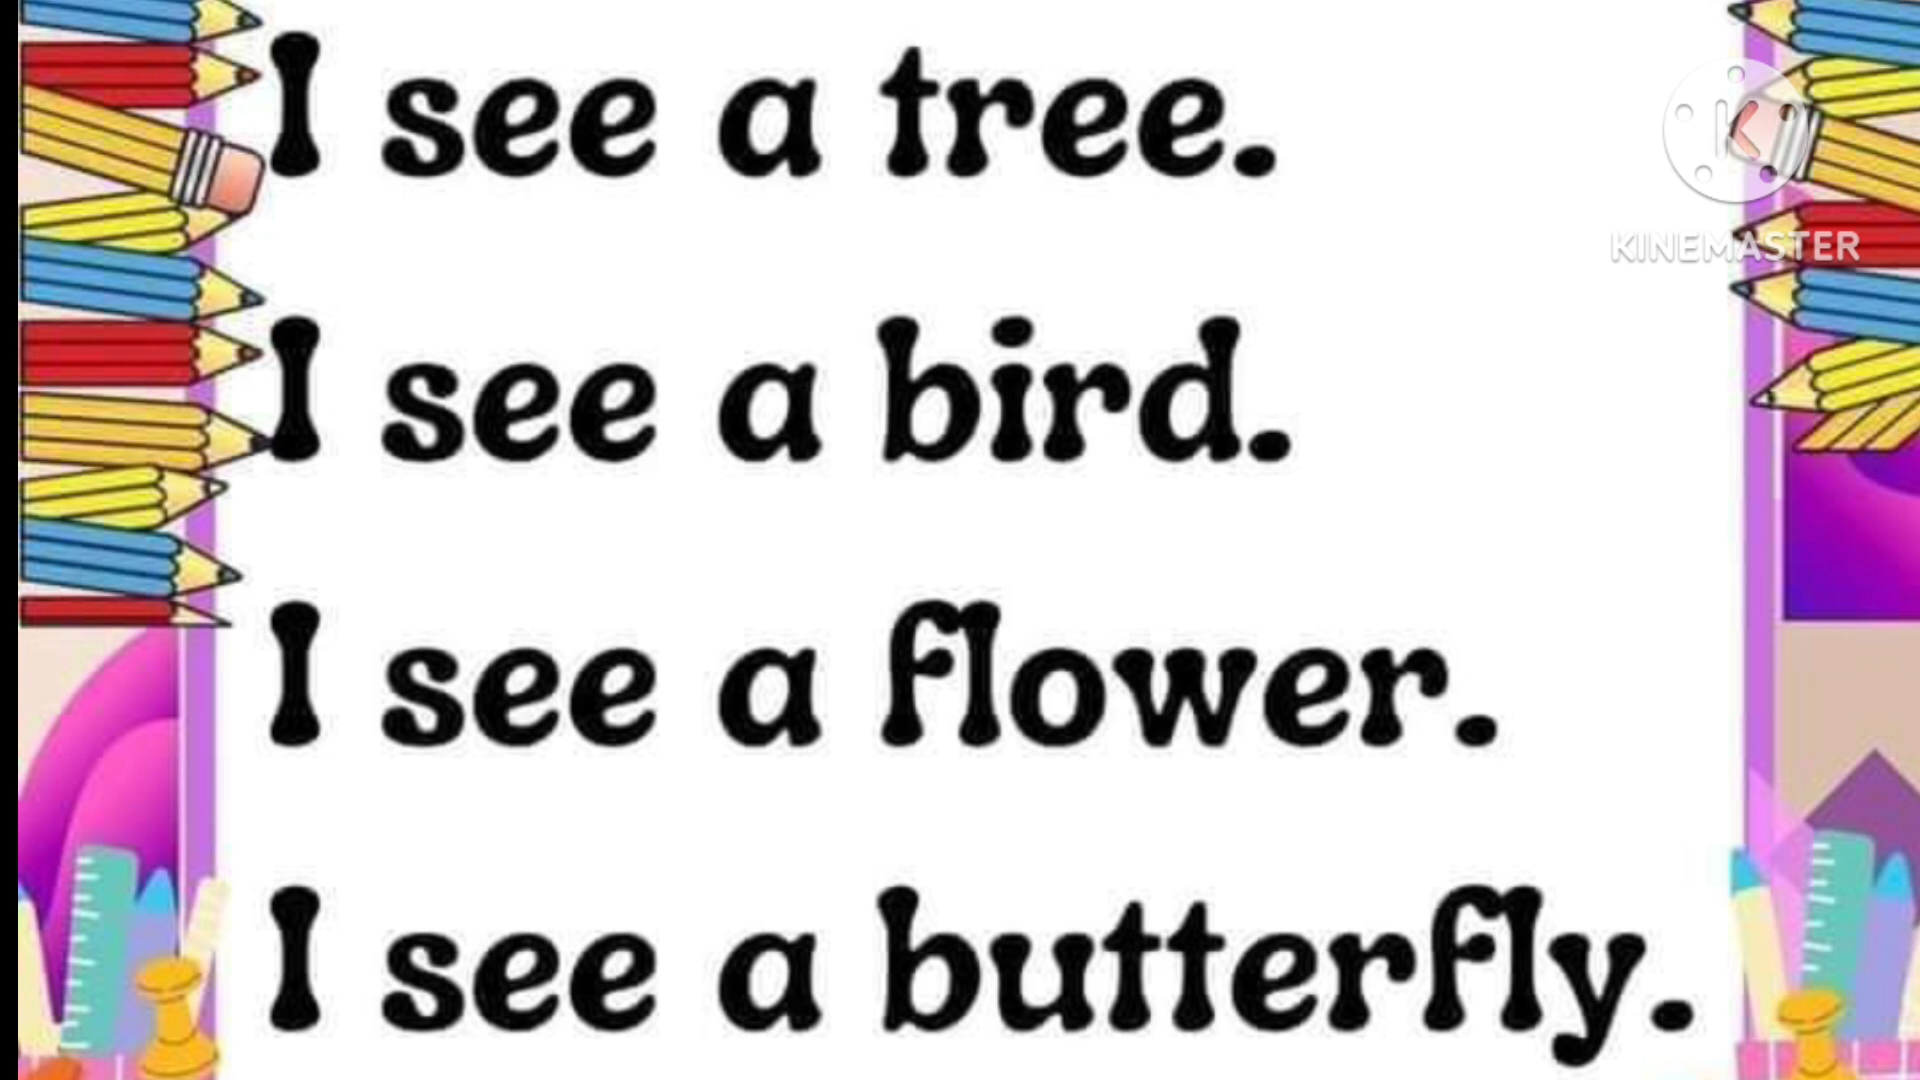 I see a tree.
KINEMASTER
I see a bird.
I see a flower.
I see a butterfly.